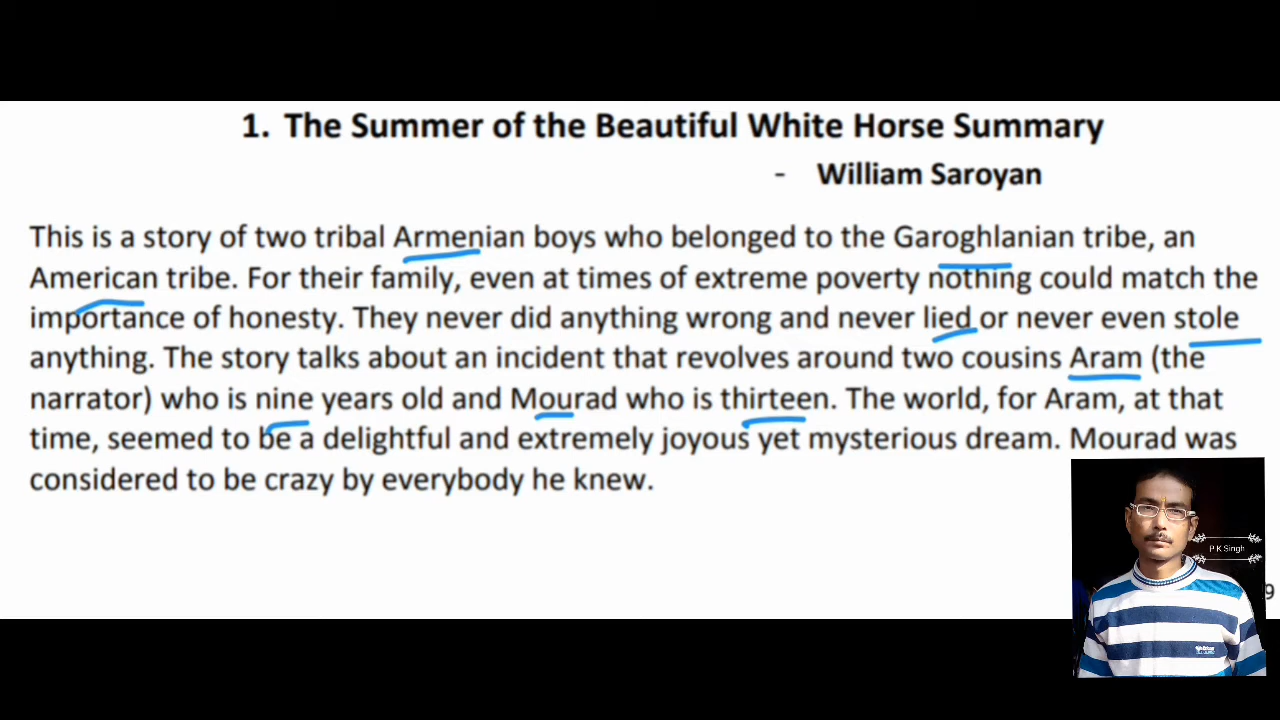 1. The Summer of the Beautiful White Horse Summary
- William Saroyan
This is a story of two tribal Armenian boys who belonged to the Garoghlanian tribe, an
American tribe. For their family, even at times of extreme poverty nothing could match the
importance of honesty. They never did anything wrong and never lied or never even stole
anything. The story talks about an incident that revolves around two cousins Aram (the
narrator) who is nine years old and Mourad who is thirteen. The world, for Aram, at that
time, seemed to be a delightful and extremely joyous yet mysterious dream. Mourad was
considered to be crazy by everybody he knew.
P K Singh
9